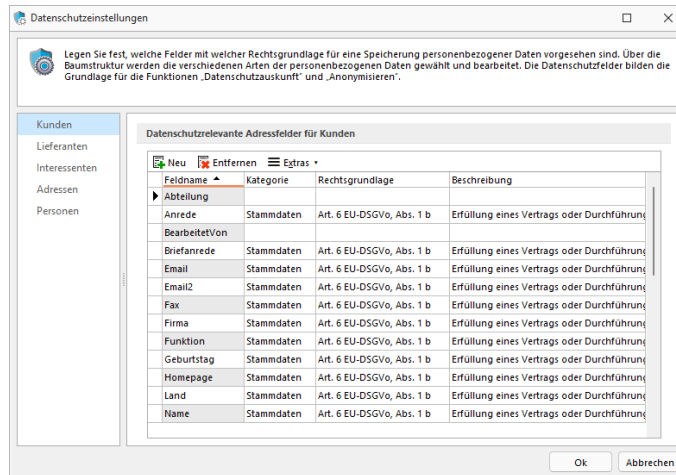 Datenschutzeinstellungen
Legen Sie fest, welche Felder mit welcher Rechtsgrundlage für eine Speicherung personenbezogener Daten vorgesehen sind. Über die
Baumstruktur werden die verschiedenen Arten der personenbezogenen Daten gewählt und bearbeitet. Die Datenschutzfelder bilden die
Grundlage für die Funktionen „Datenschutzauskunft" und „Anonymisieren".
Kunden
Lieferanten
Interessenten
Adressen
Personen
Datenschutzrelevante Adressfelder für Kunden
Neu Entfernen Extras
Feldname Kategorie Rechtsgrundlage Beschreibung
Abteilung
Anrede Stammdaten Art. 6 EU-DSGVo, Abs. 1 b Erfüllung eines Vertrags oder Durchführung
BearbeitetVon
Briefanrede Stammdaten Art. 6 EU-DSGVo, Abs. 1 b Erfüllung eines Vertrags oder Durchführung
Email Stammdaten Art. 6 EU-DSGVo, Abs. 1 b Erfüllung eines Vertrags oder Durchführung
Email2 Stammdaten Art. 6 EU-DSGVo, Abs. 1 b Erfüllung eines Vertrags oder Durchführung
Fax Stammdaten Art. 6 EU-DSGVo, Abs. 1 b Erfüllung eines Vertrags oder Durchführung
Firma Stammdaten Art. 6 EU-DSGVo, Abs. 1 b Erfüllung eines Vertrags oder Durchführung
Funktion Stammdaten Art. 6 EU-DSGVo, Abs. 1 b Erfüllung eines Vertrags oder Durchführung
Geburtstag Stammdaten Art. 6 EU-DSGVo, Abs. 1 b Erfüllung eines Vertrags oder Durchführung
Homepage Stammdaten Art. 6 EU-DSGVo, Abs. 1 b Erfüllung eines Vertrags oder Durchführung
Land Stammdaten Art. 6 EU-DSGVo, Abs. 1 b Erfüllung eines Vertrags oder Durchführung
Name Stammdaten Art. 6 EU-DSGVo, Abs. 1 b Erfüllung eines Vertrags oder Durchführung
Ok Abbrechen